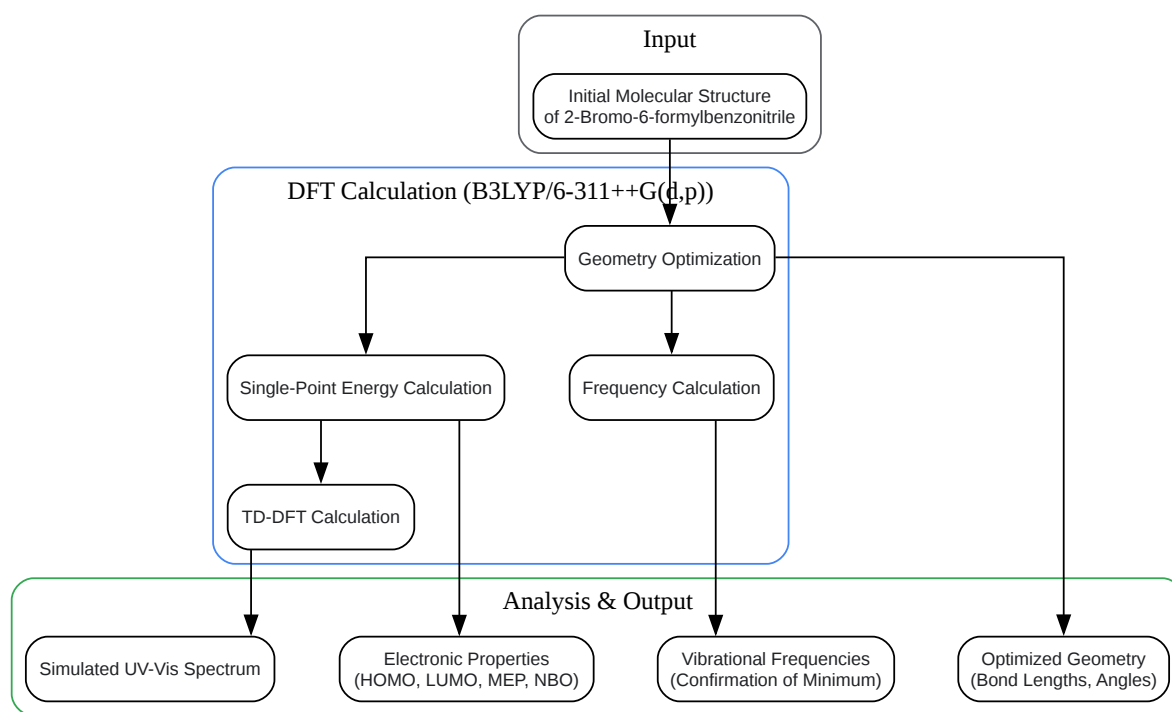 Input
Initial Molecular Structure
of 2-Bromo-6-formylbenzonitrile
DFT Calculation (B3LYP/6-311++G(d,p))
Geometry Optimization
Single-Point Energy Calculation
Frequency Calculation
TD-DFT Calculation
Analysis & Output
Simulated UV-Vis Spectrum
Electronic Properties
(HOMO, LUMO, MEP, NBO)
Vibrational Frequencies
(Confirmation of Minimum)
Optimized Geometry
(Bond Lengths, Angles)